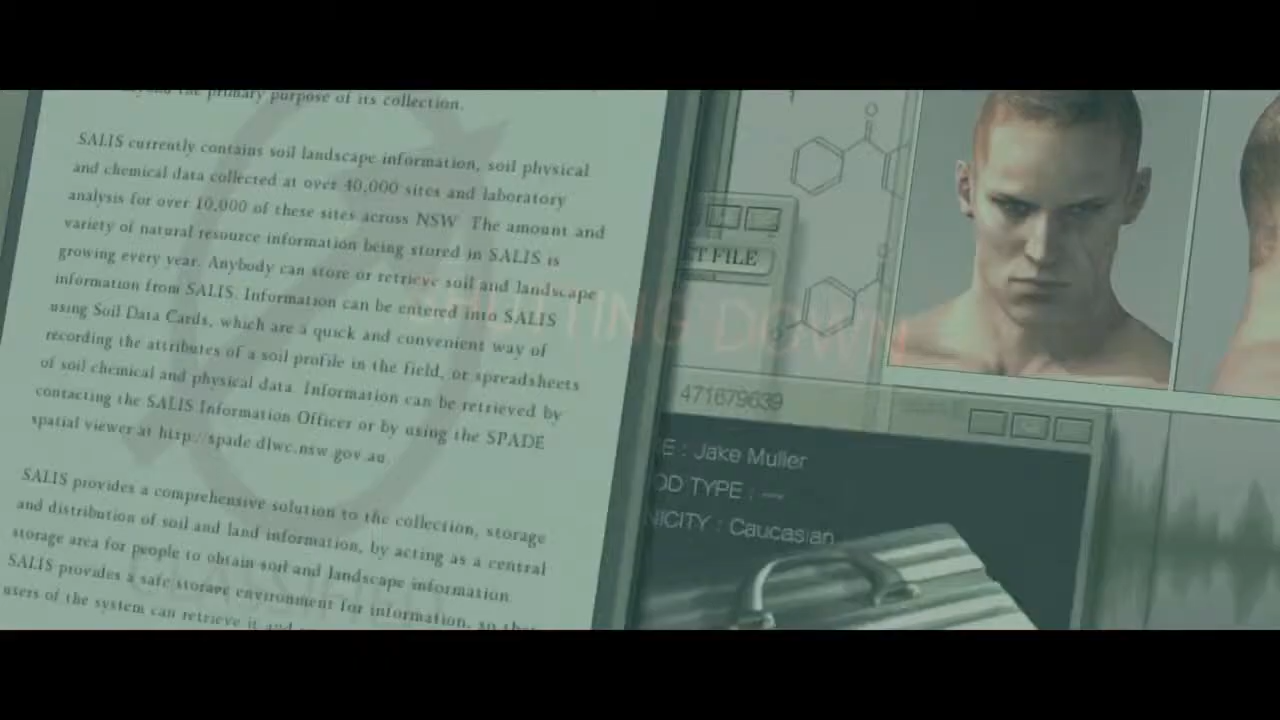 the primary purpose of its collection.
SALIS currently contains soil landscape information, soil physical
and chemical data collected at over 40,000 sites and laboratory
analysis for over 10,000 of these sites across NSW. The amount and
variety of natural resource information being stored in SALIS is
growing every year. Anybody can store or retrieve soil and landscape
information from SALIS. Information can be entered into SALIS
using Soil Data Cards, which are a quick and convenient way of
recording the attributes of a soil profile in the field, or spreadsheets
of soil chemical and physical data. Information can be retrieved by
contacting the SALIS Information Officer or by using the SPADE
spatial viewer at http://spade.dlwc.nsw.gov.au.
SALIS provides a comprehensive solution to the collection, storage
and distribution of soil and land information, by acting as a central
storage area for people to obtain soil and landscape information.
SALIS provides a safe storage environment for information, so
users of the system can retrieve it and
CLASSIFIED
SHUTTING DOWN
FILE
471679639
E : Jake Muller
OD TYPE : ---
NICITY : Caucasian